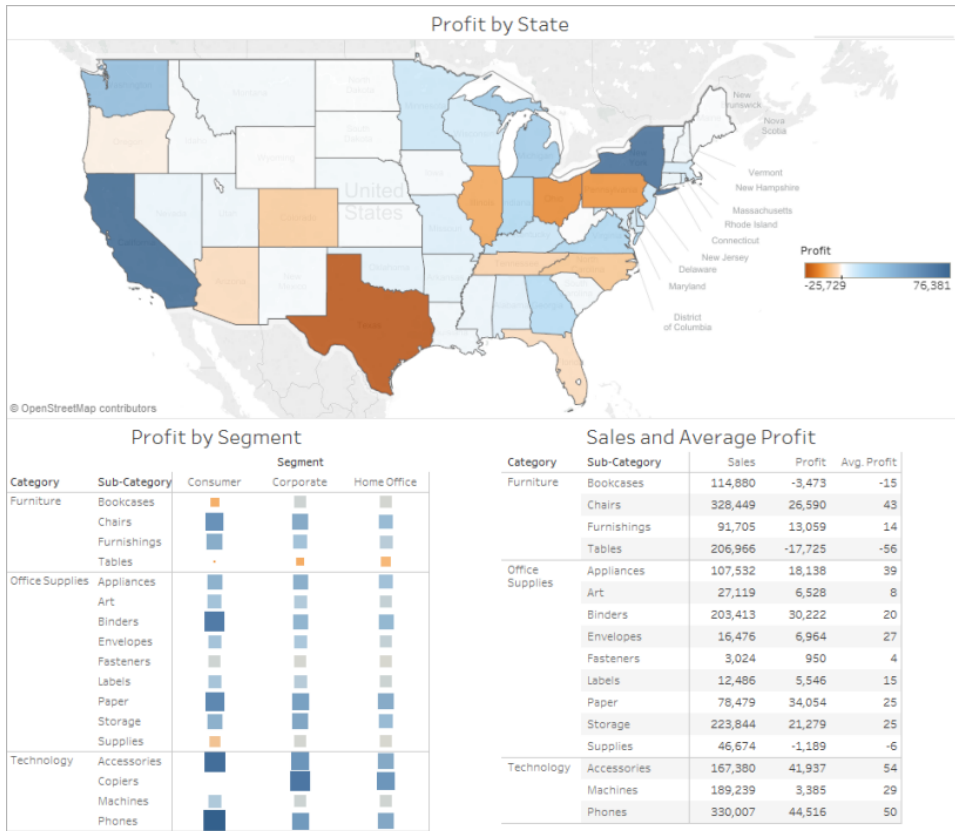 Profit by State
New
Brunswick
Nova
Scotia
United
States
Vermont
New Hampshire
Massachusetts
Rhode Island
Connecticut
New Jersey
Delaware
Maryland
District
of Columbia
Profit
-25,729 76,381
© OpenStreetMap contributors
Profit by Segment
Segment
Category Sub-Category Consumer Corporate Home Office
Furniture Bookcases
Chairs
Furnishings
Tables
Office Supplies Appliances
Art
Binders
Envelopes
Fasteners
Labels
Paper
Storage
Supplies
Technology Accessories
Copiers
Machines
Phones
Sales and Average Profit
Category Sub-Category Sales Profit Avg. Profit
Furniture Bookcases 114,880 -3,473 -15
Chairs 328,449 26,590 43
Furnishings 91,705 13,059 14
Tables 206,966 -17,725 -56
Office Supplies Appliances 107,532 18,138 39
Art 27,119 6,528 8
Binders 203,413 30,222 20
Envelopes 16,476 6,964 27
Fasteners 3,024 950 4
Labels 12,486 5,546 15
Paper 78,479 34,054 25
Storage 223,844 21,279 25
Supplies 46,674 -1,189 -6
Technology Accessories 167,380 41,937 54
Machines 189,239 3,385 29
Phones 330,007 44,516 50